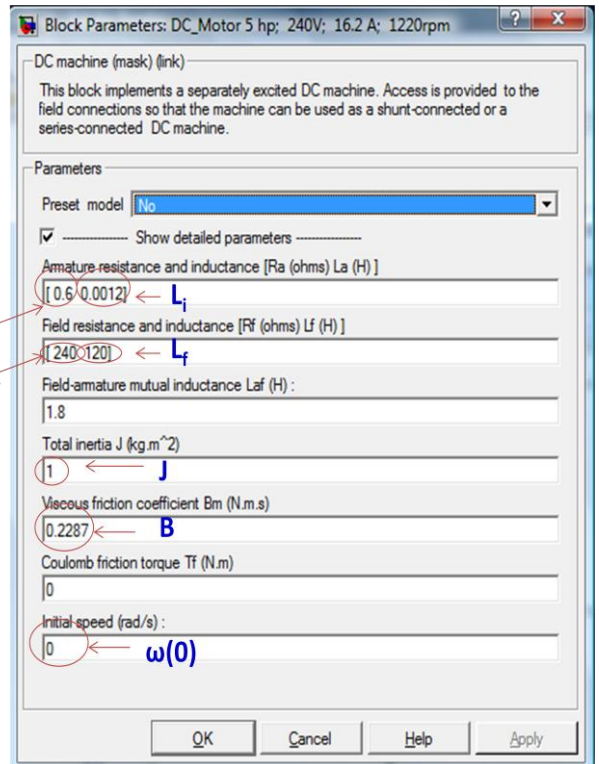 Block Parameters: DC_Motor 5 hp; 240V; 16.2 A; 1220rpm
DC machine (mask) (link)
This block implements a separately excited DC machine. Access is provided to the
field connections so that the machine can be used as a shunt-connected or a
series-connected DC machine.
Parameters
Preset model No
---------------- Show detailed parameters ----------------
Armature resistance and inductance [Ra (ohms) La (H) ]
[ 0.6 0.0012] ← Li
Field resistance and inductance [Rf (ohms) Lf (H) ]
[ 240 120] ← Lf
Field-armature mutual inductance Laf (H) :
1.8
Total inertia J (kg.m^2)
1 ← J
Viscous friction coefficient Bm (N.m.s)
0.2287 ← B
Coulomb friction torque Tf (N.m)
0
Initial speed (rad/s) :
0 ← ω(0)
OK Cancel Help Apply